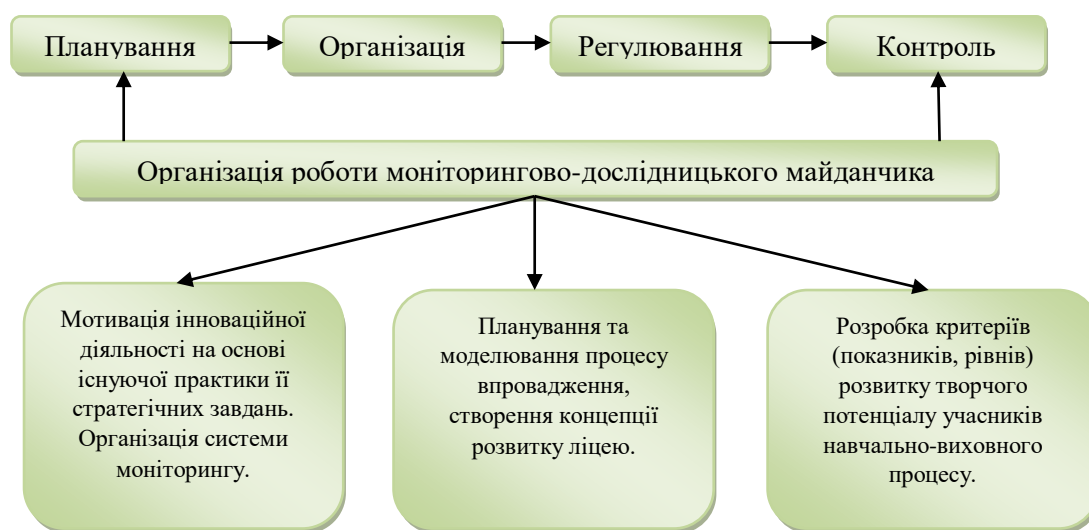 Планування
Організація
Регулювання
Контроль
Організація роботи моніторингово-дослідницького майданчика
Мотивація інноваційної
діяльності на основі
існуючої практики її
стратегічних завдань.
Організація системи
моніторингу.
Планування та
моделювання процесу
впровадження,
створення концепції
розвитку ліцею.
Розробка критеріїв
(показників, рівнів)
розвитку творчого
потенціалу учасників
навчально-виховного
процесу.